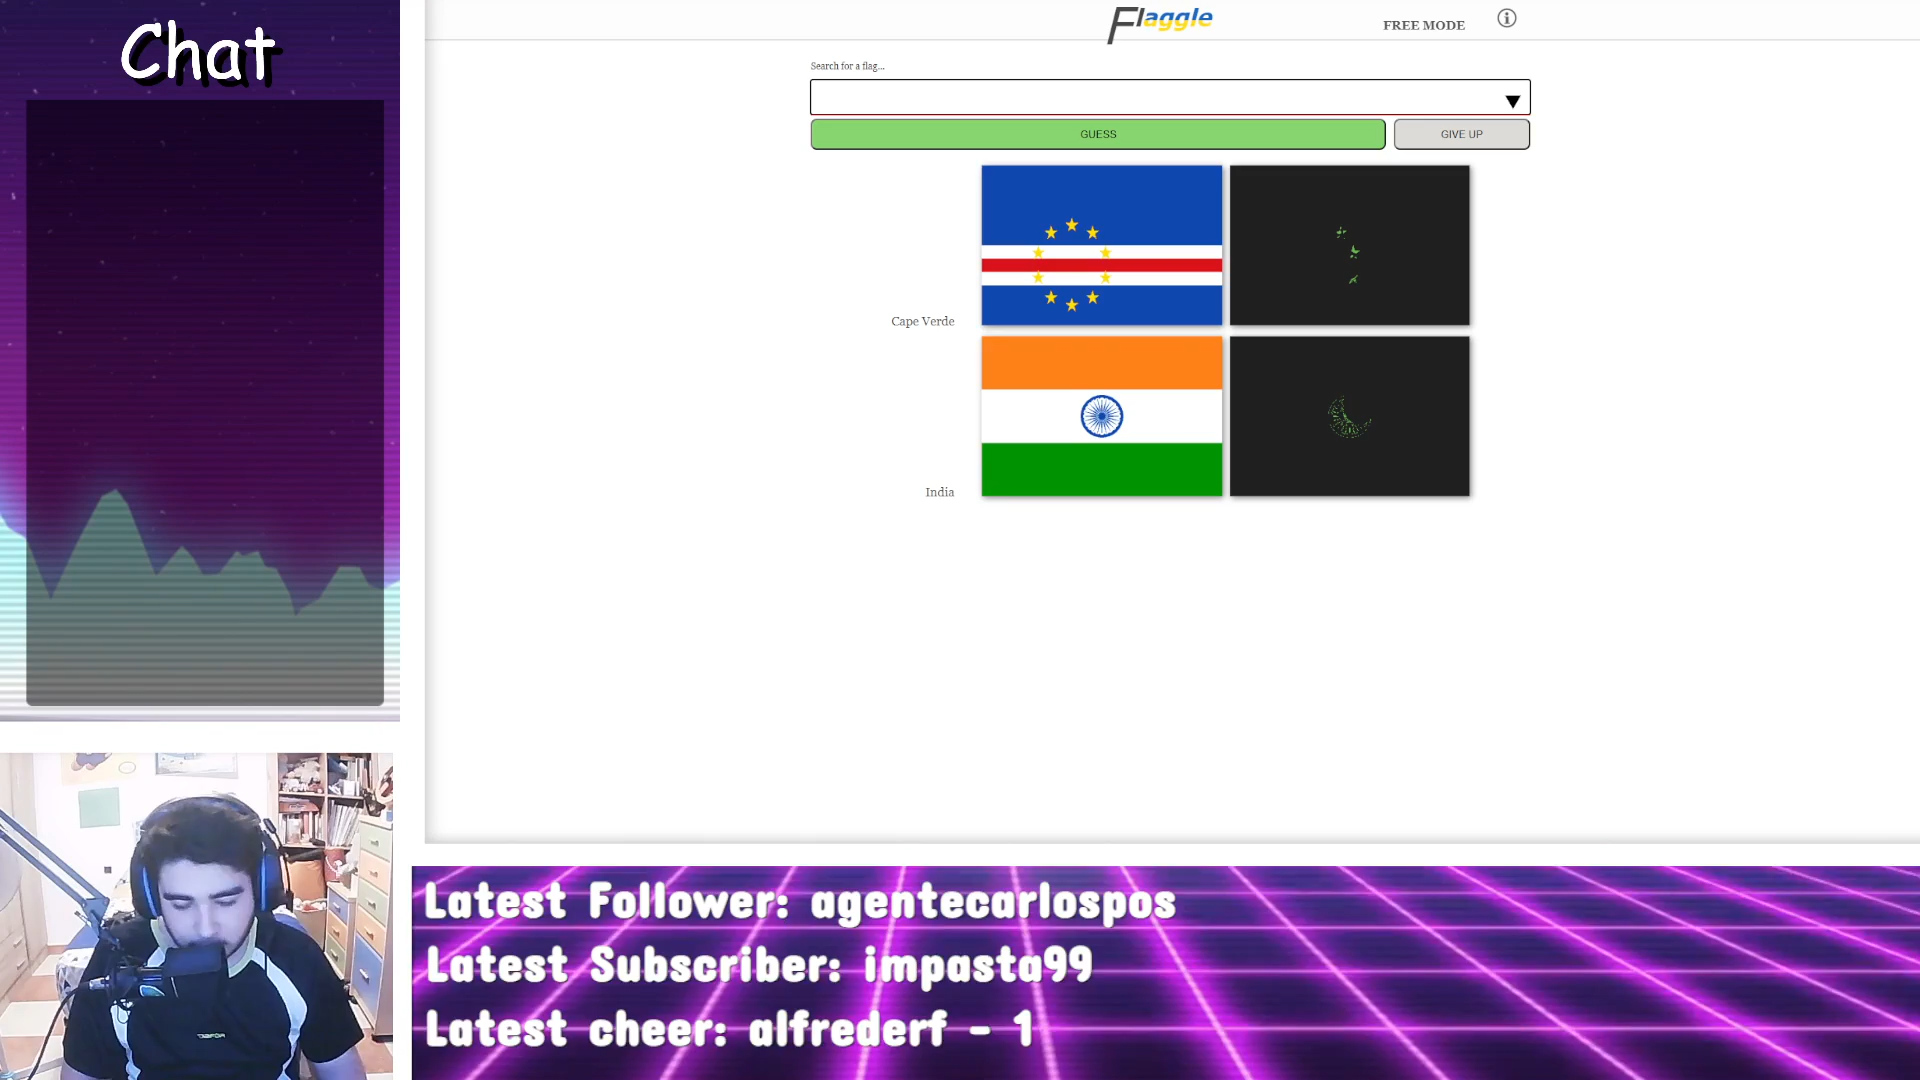 Chat
Flaggle
FREE MODE
Search for a flag...
GUESS
GIVE UP
Cape Verde
India
Latest Follower: agentecarlospos
Latest Subscriber: impasta99
Latest cheer: alfrederf - 1